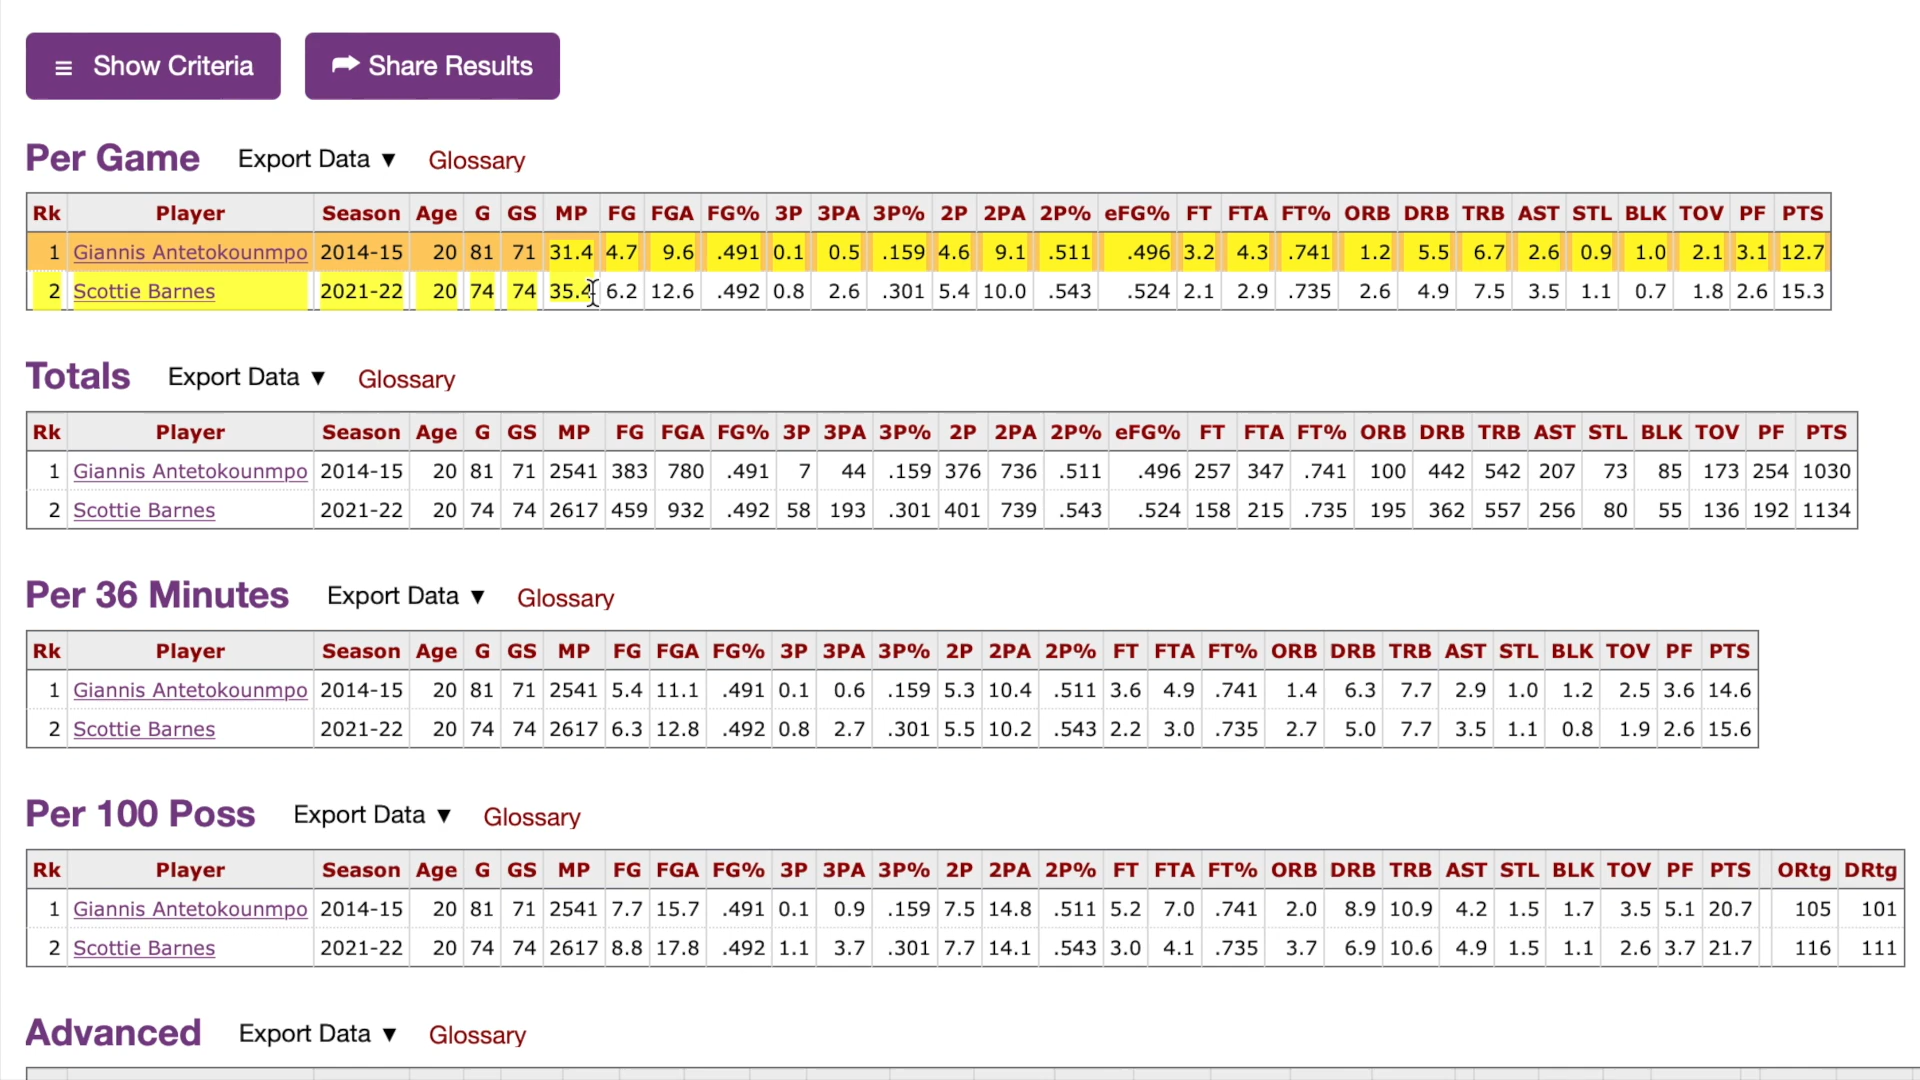 ≡ Show Criteria Share Results
Per Game Export Data ▼ Glossary
Rk Player Season Age G GS MP FG FGA FG% 3P 3PA 3P% 2P 2PA 2P% eFG% FT FTA FT% ORB DRB TRB AST STL BLK TOV PF PTS
1 Giannis Antetokounmpo 2014-15 20 81 71 31.4 4.7 9.6 .491 0.1 0.5 .159 4.6 9.1 .511 .496 3.2 4.3 .741 1.2 5.5 6.7 2.6 0.9 1.0 2.1 3.1 12.7
2 Scottie Barnes 2021-22 20 74 74 35.4 6.2 12.6 .492 0.8 2.6 .301 5.4 10.0 .543 .524 2.1 2.9 .735 2.6 4.9 7.5 3.5 1.1 0.7 1.8 2.6 15.3
Totals Export Data ▼ Glossary
Rk Player Season Age G GS MP FG FGA FG% 3P 3PA 3P% 2P 2PA 2P% eFG% FT FTA FT% ORB DRB TRB AST STL BLK TOV PF PTS
1 Giannis Antetokounmpo 2014-15 20 81 71 2541 383 780 .491 7 44 .159 376 736 .511 .496 257 347 .741 100 442 542 207 73 85 173 254 1030
2 Scottie Barnes 2021-22 20 74 74 2617 459 932 .492 58 193 .301 401 739 .543 .524 158 215 .735 195 362 557 256 80 55 136 192 1134
Per 36 Minutes Export Data ▼ Glossary
Rk Player Season Age G GS MP FG FGA FG% 3P 3PA 3P% 2P 2PA 2P% FT FTA FT% ORB DRB TRB AST STL BLK TOV PF PTS
1 Giannis Antetokounmpo 2014-15 20 81 71 2541 5.4 11.1 .491 0.1 0.6 .159 5.3 10.4 .511 3.6 4.9 .741 1.4 6.3 7.7 2.9 1.0 1.2 2.5 3.6 14.6
2 Scottie Barnes 2021-22 20 74 74 2617 6.3 12.8 .492 0.8 2.7 .301 5.5 10.2 .543 2.2 3.0 .735 2.7 5.0 7.7 3.5 1.1 0.8 1.9 2.6 15.6
Per 100 Poss Export Data ▼ Glossary
Rk Player Season Age G GS MP FG FGA FG% 3P 3PA 3P% 2P 2PA 2P% FT FTA FT% ORB DRB TRB AST STL BLK TOV PF PTS ORtg DRtg
1 Giannis Antetokounmpo 2014-15 20 81 71 2541 7.7 15.7 .491 0.1 0.9 .159 7.5 14.8 .511 5.2 7.0 .741 2.0 8.9 10.9 4.2 1.5 1.7 3.5 5.1 20.7 105 101
2 Scottie Barnes 2021-22 20 74 74 2617 8.8 17.8 .492 1.1 3.7 .301 7.7 14.1 .543 3.0 4.1 .735 3.7 6.9 10.6 4.9 1.5 1.1 2.6 3.7 21.7 116 111
Advanced Export Data ▼ Glossary